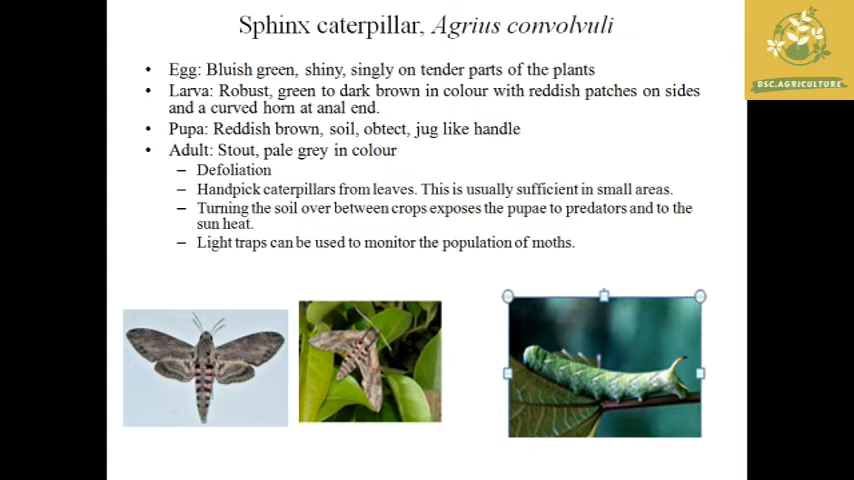 Sphinx caterpillar, Agrius convolvuli
DSC.AGRICULTURE
• Egg: Bluish green, shiny, singly on tender parts of the plants
• Larva: Robust, green to dark brown in colour with reddish patches on sides
and a curved horn at anal end.
• Pupa: Reddish brown, soil, obtect, jug like handle
• Adult: Stout, pale grey in colour
– Defoliation
– Handpick caterpillars from leaves. This is usually sufficient in small areas.
– Turning the soil over between crops exposes the pupae to predators and to the
sun heat.
– Light traps can be used to monitor the population of moths.